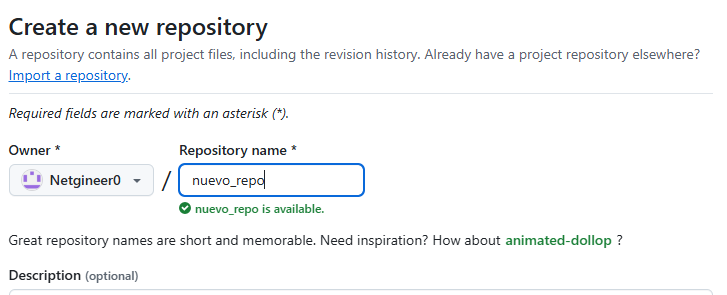 Create a new repository
A repository contains all project files, including the revision history. Already have a project repository elsewhere?
Import a repository.
Required fields are marked with an asterisk (*).
Owner * Repository name *
Netgineer0 / nuevo_repo
nuevo_repo is available.
Great repository names are short and memorable. Need inspiration? How about animated-dollop ?
Description (optional)